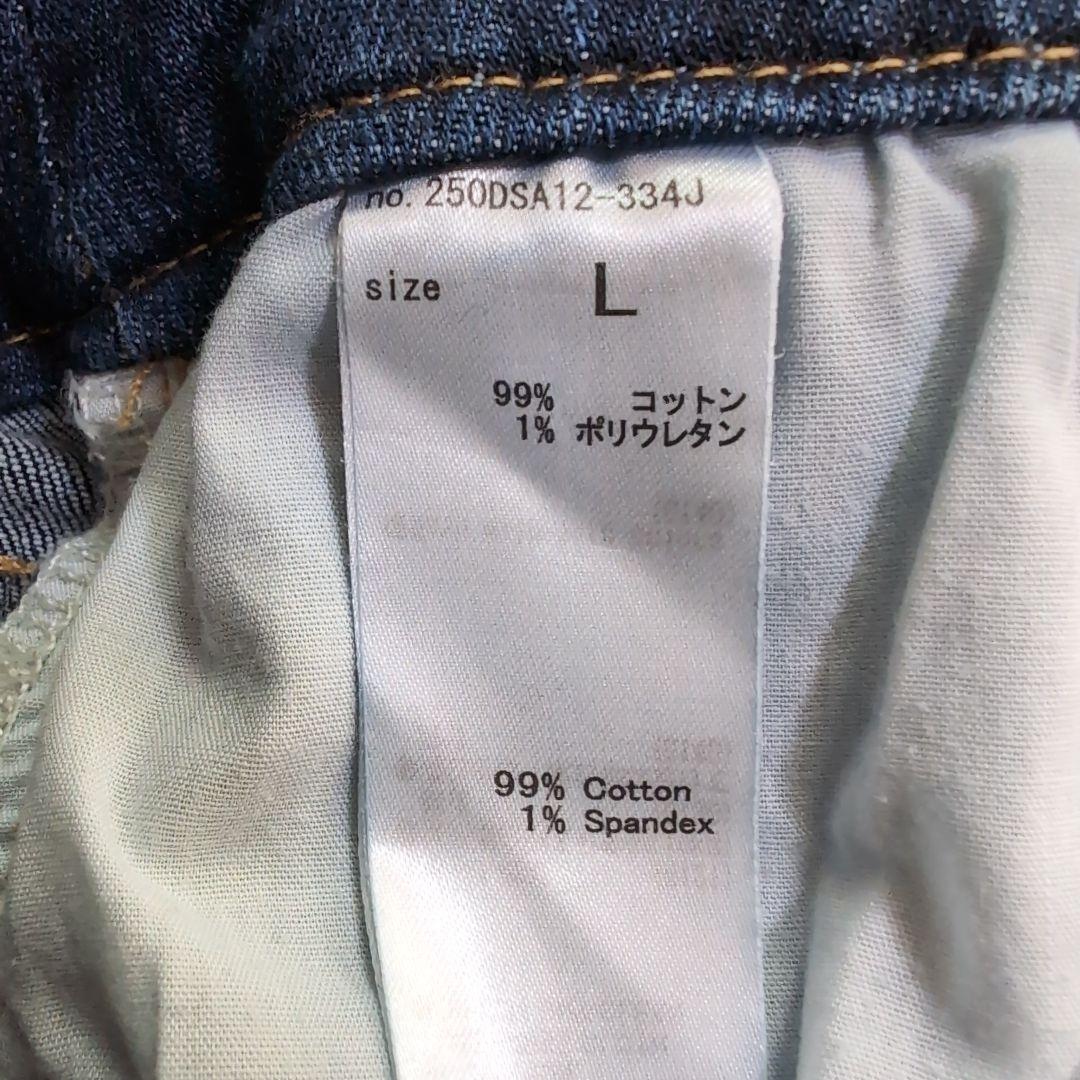 no. 250DSA12-334J
size L
99% コットン
1% ポリウレタン
99% Cotton
1% Spandex